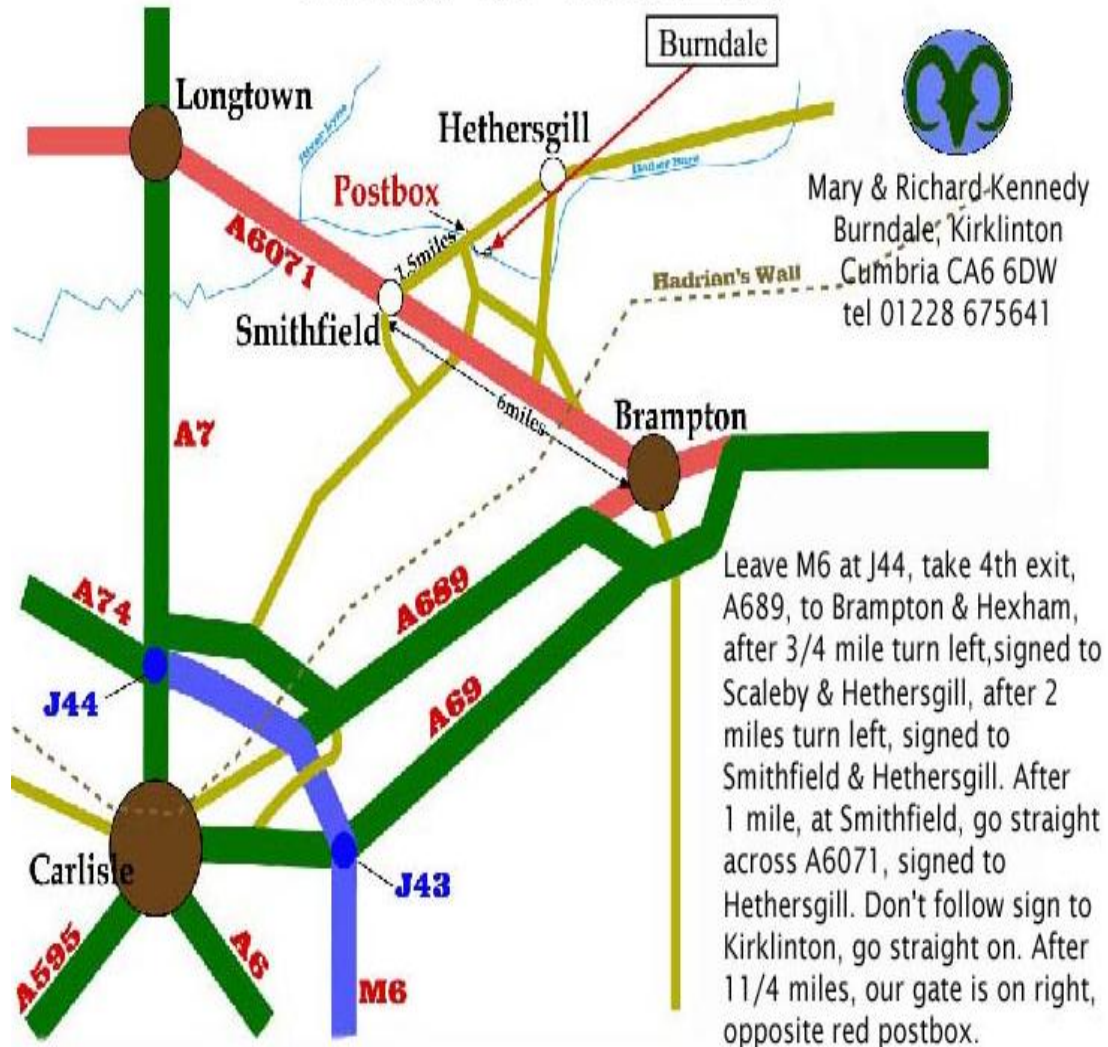 Burndale
Longtown
Hethersgill
River Lyne
Postbox
Mary & Richard Kennedy
Burndale, Kirklinton
Cumbria CA6 6DW
tel 01228 675641
A6071
1.5miles
Hadrian's Wall
Smithfield
6miles
Brampton
A7
A74
A689
J44
A69
Carlisle
J43
A595
A6
M6
Leave M6 at J44, take 4th exit,
A689, to Brampton & Hexham,
after 3/4 mile turn left,signed to
Scaleby & Hethersgill, after 2
miles turn left, signed to
Smithfield & Hethersgill. After
1 mile, at Smithfield, go straight
across A6071, signed to
Hethersgill. Don't follow sign to
Kirklinton, go straight on. After
11/4 miles, our gate is on right,
opposite red postbox.